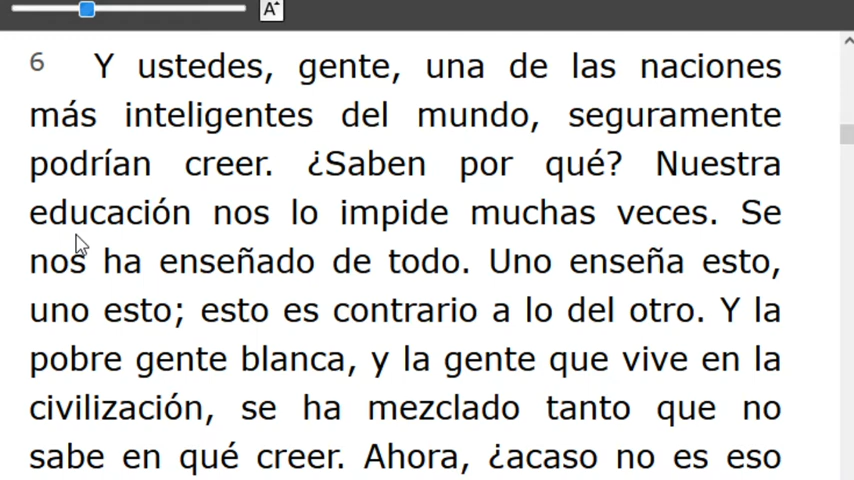 A
6 Y ustedes, gente, una de las naciones
más inteligentes del mundo, seguramente
podrían creer. ¿Saben por qué? Nuestra
educación nos lo impide muchas veces. Se
nos ha enseñado de todo. Uno enseña esto,
uno esto; esto es contrario a lo del otro. Y la
pobre gente blanca, y la gente que vive en la
civilización, se ha mezclado tanto que no
sabe en qué creer. Ahora, ¿acaso no es eso